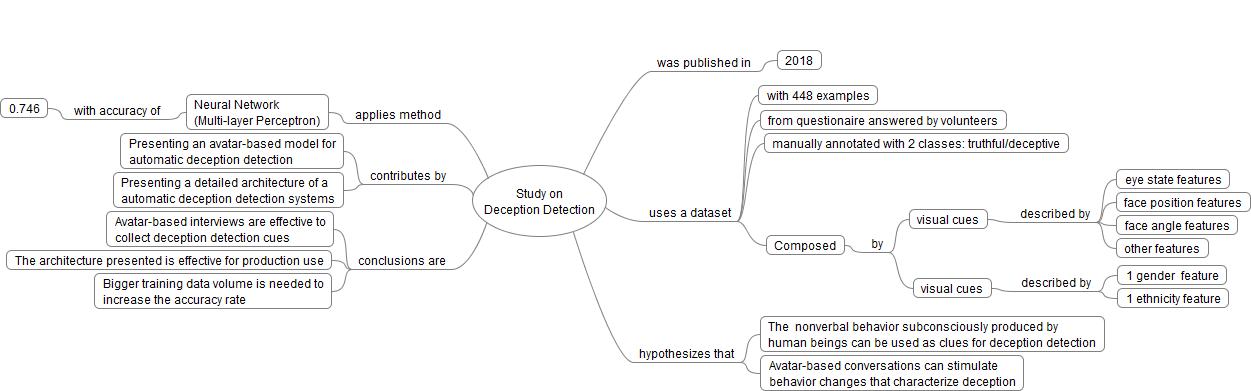 Study on
Deception Detection
was published in
2018
uses a dataset
with 448 examples
from questionaire answered by volunteers
manually annotated with 2 classes: truthful/deceptive
Composed
by
visual cues
described by
eye state features
face position features
face angle features
other features
visual cues
described by
1 gender feature
1 ethnicity feature
hypothesizes that
The nonverbal behavior subconsciously produced by
human beings can be used as clues for deception detection
Avatar-based conversations can stimulate
behavior changes that characterize deception
applies method
Neural Network
(Multi-layer Perceptron)
with accuracy of
0.746
contributes by
Presenting an avatar-based model for
automatic deception detection
Presenting a detailed architecture of a
automatic deception detection systems
conclusions are
Avatar-based interviews are effective to
collect deception detection cues
The architecture presented is effective for production use
Bigger training data volume is needed to
increase the accuracy rate